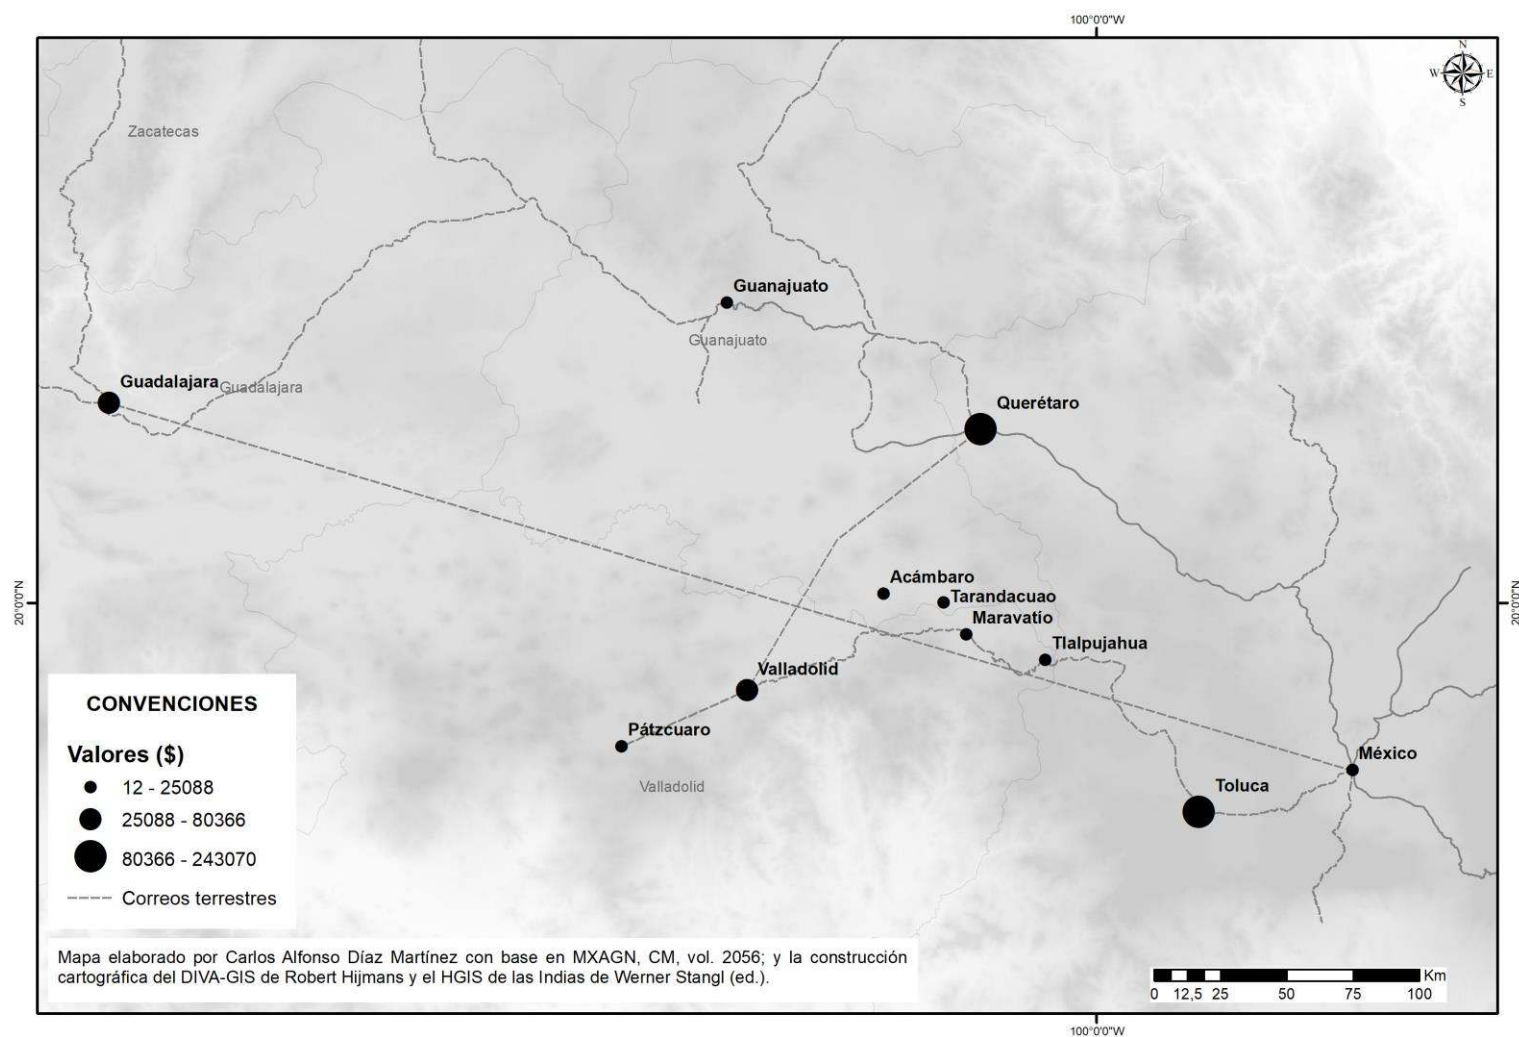 100°0'0"W
N
W
E
S
Zacatecas
Guanajuato
Guanajuato
Guadalajara
Guadalajara
Querétaro
Acámbaro
20°0'0"N
20°0'0"N
Tarandacuao
Maravatío
Tlalpujahua
Valladolid
Pátzcuaro
México
Valladolid
Toluca
CONVENCIONES
Valores ($)
12 - 25088
25088 - 80366
80366 - 243070
Correos terrestres
Mapa elaborado por Carlos Alfonso Díaz Martínez con base en MXAGN, CM, vol. 2056; y la construcción
cartográfica del DIVA-GIS de Robert Hijmans y el HGIS de las Indias de Werner Stangl (ed.).
Km
0 12,5 25 50 75 100
100°0'0"W